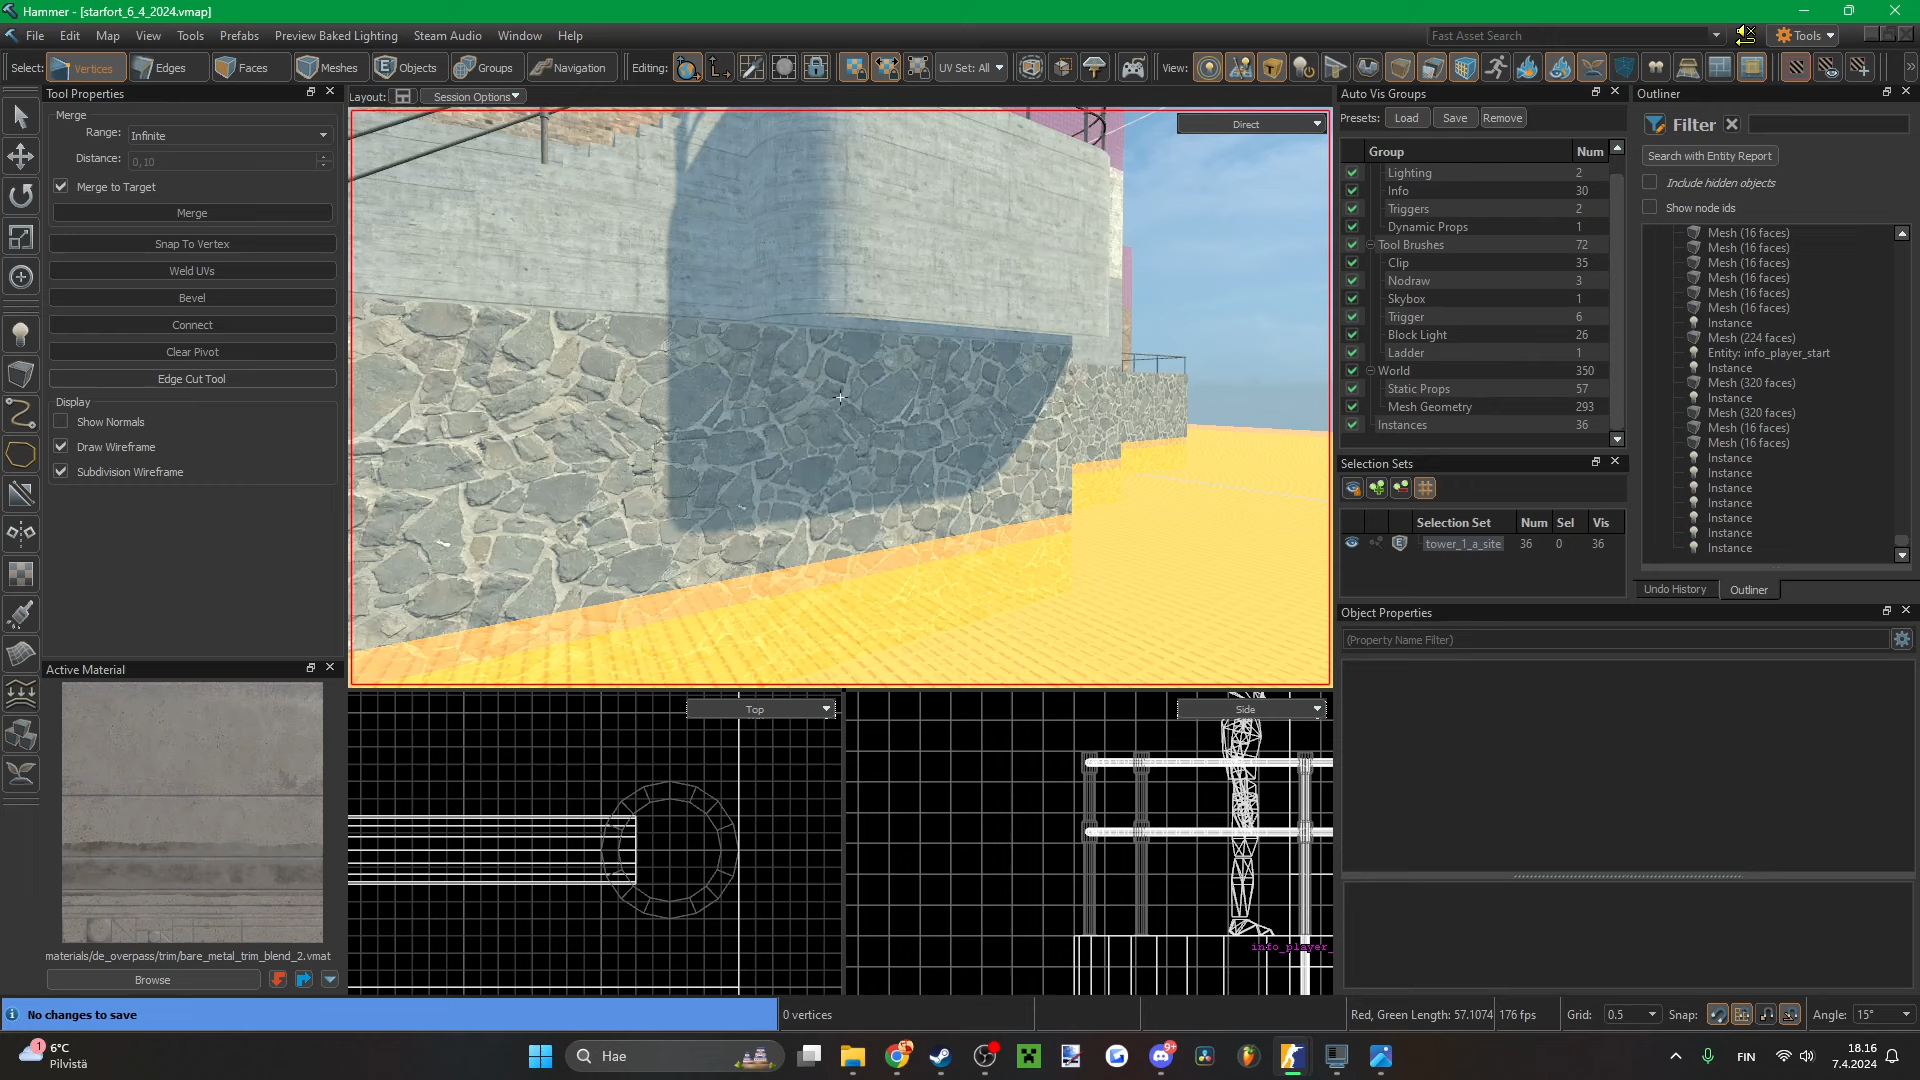 Hammer - [starfort_6_4_2024.vmap]
File Edit Map View Tools Prefabs Preview Baked Lighting Steam Audio Window Help
Fast Asset Search
Tools
Select: Vertices Edges Faces Meshes Objects Groups Navigation Editing: UV Set: All View:
Tool Properties
Layout: Session Options
Merge
Range: Infinite
Distance: 0,10
Merge to Target
Merge
Snap To Vertex
Weld UVs
Bevel
Connect
Clear Pivot
Edge Cut Tool
Display
Show Normals
Draw Wireframe
Subdivision Wireframe
Active Material
materials/de_overpass/trim/bare_metal_trim_blend_2.vmat
Browse
Direct
Top
Side
info_player_
Auto Vis Groups
Presets: Load Save Remove
Group Num
Lighting 2
Info 30
Triggers 2
Dynamic Props 1
Tool Brushes 72
Clip 35
Nodraw 3
Skybox 1
Trigger 6
Block Light 26
Ladder 1
World 350
Static Props 57
Mesh Geometry 293
Instances 36
Selection Sets
Selection Set Num Sel Vis
tower_1_a_site 36 0 36
Outliner
Filter
Search with Entity Report
Include hidden objects
Show node ids
Mesh (16 faces)
Mesh (16 faces)
Mesh (16 faces)
Mesh (16 faces)
Mesh (16 faces)
Mesh (16 faces)
Instance
Mesh (224 faces)
Entity: info_player_start
Instance
Mesh (320 faces)
Instance
Mesh (320 faces)
Mesh (16 faces)
Mesh (16 faces)
Instance
Instance
Instance
Instance
Instance
Instance
Instance
Undo History Outliner
Object Properties
(Property Name Filter)
No changes to save
0 vertices
Red, Green Length: 57.1074 176 fps
Grid: 0.5 Snap: Angle: 15°
1
6°C
Pilvistä
Hae
9+
FIN
18.16
7.4.2024